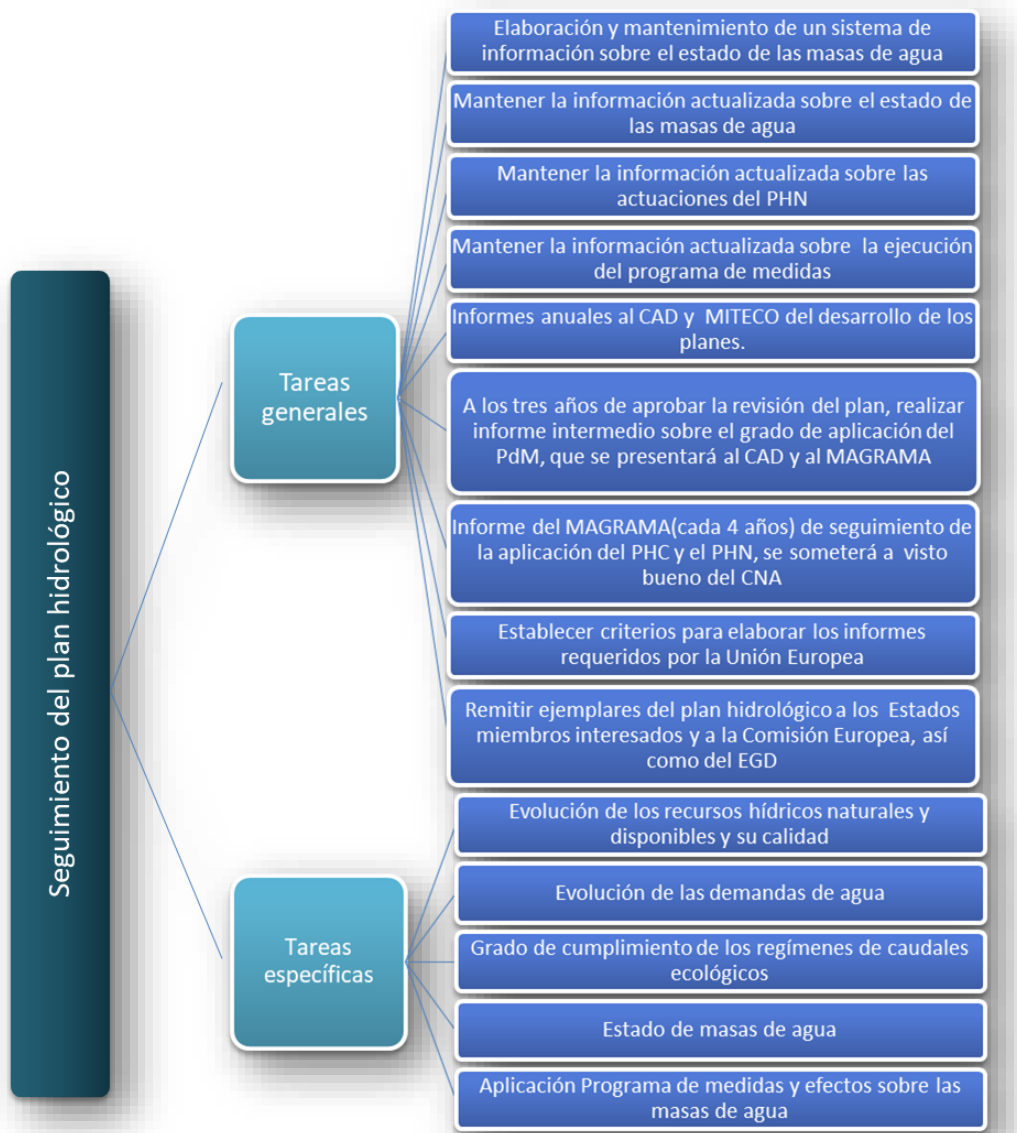 Seguimiento del plan hidrológico
Tareas
generales
Elaboración y mantenimiento de un sistema de
información sobre el estado de las masas de agua
Mantener la información actualizada sobre el estado de
las masas de agua
Mantener la información actualizada sobre las
actuaciones del PHN
Mantener la información actualizada sobre la ejecución
del programa de medidas
Informes anuales al CAD y MITECO del desarrollo de los
planes.
A los tres años de aprobar la revisión del plan, realizar
informe intermedio sobre el grado de aplicación del
PdM, que se presentará al CAD y al MAGRAMA
Informe del MAGRAMA(cada 4 años) de seguimiento de
la aplicación del PHC y el PHN, se someterá a visto
bueno del CNA
Establecer criterios para elaborar los informes
requeridos por la Unión Europea
Remitir ejemplares del plan hidrológico a los Estados
miembros interesados y a la Comisión Europea, así
como del EGD
Tareas
específicas
Evolución de los recursos hídricos naturales y
disponibles y su calidad
Evolución de las demandas de agua
Grado de cumplimiento de los regímenes de caudales
ecológicos
Estado de masas de agua
Aplicación Programa de medidas y efectos sobre las
masas de agua